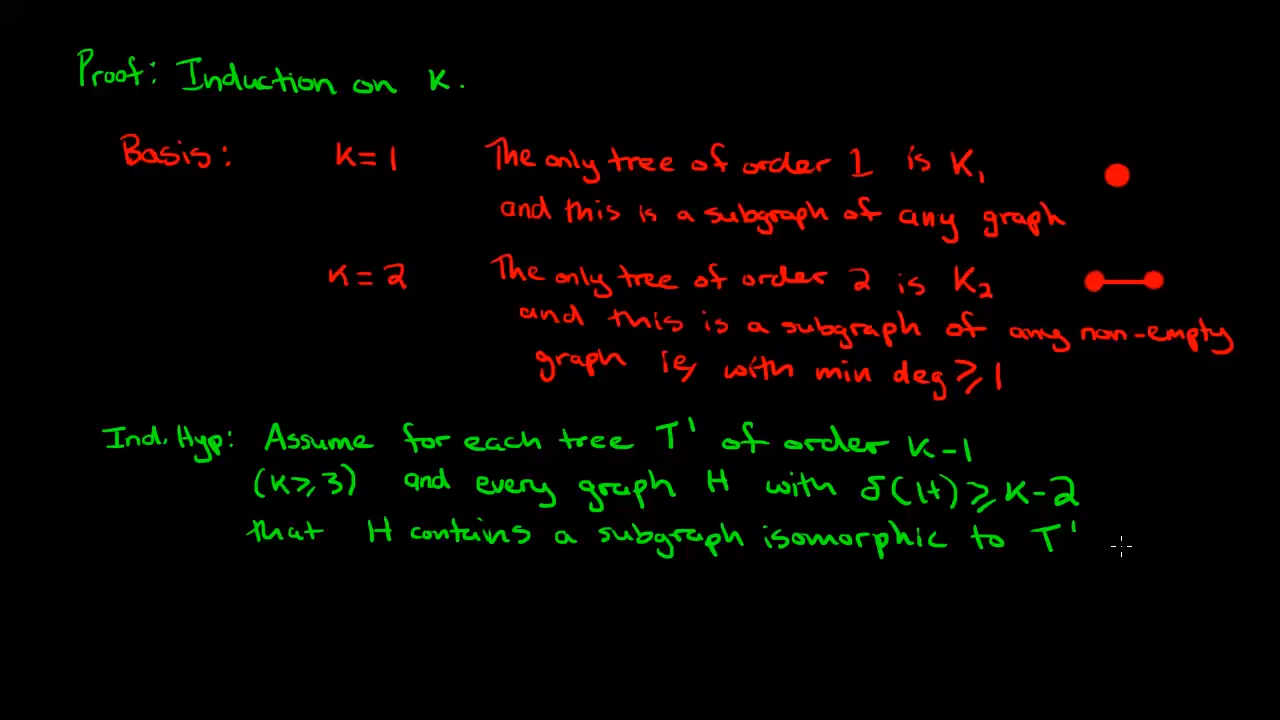 Proof: Induction on K.
Basis: K=1 The only tree of order 1 is K₁
and this is a subgraph of any graph
K=2 The only tree of order 2 is K₂
and this is a subgraph of any non-empty
graph ie, with min deg ≥ 1
Ind. Hyp: Assume for each tree T' of order K-1
(K≥3) and every graph H with δ(H) ≥ K-2
that H contains a subgraph isomorphic to T'